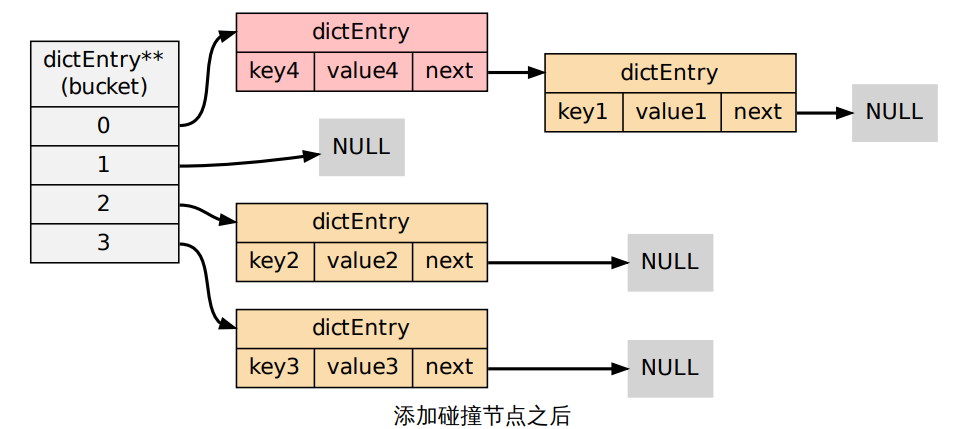 dictEntry**
(bucket)
0
1
2
3
dictEntry
key4 value4 next
dictEntry
key1 value1 next
NULL
NULL
dictEntry
key2 value2 next
NULL
dictEntry
key3 value3 next
NULL
添加碰撞节点之后